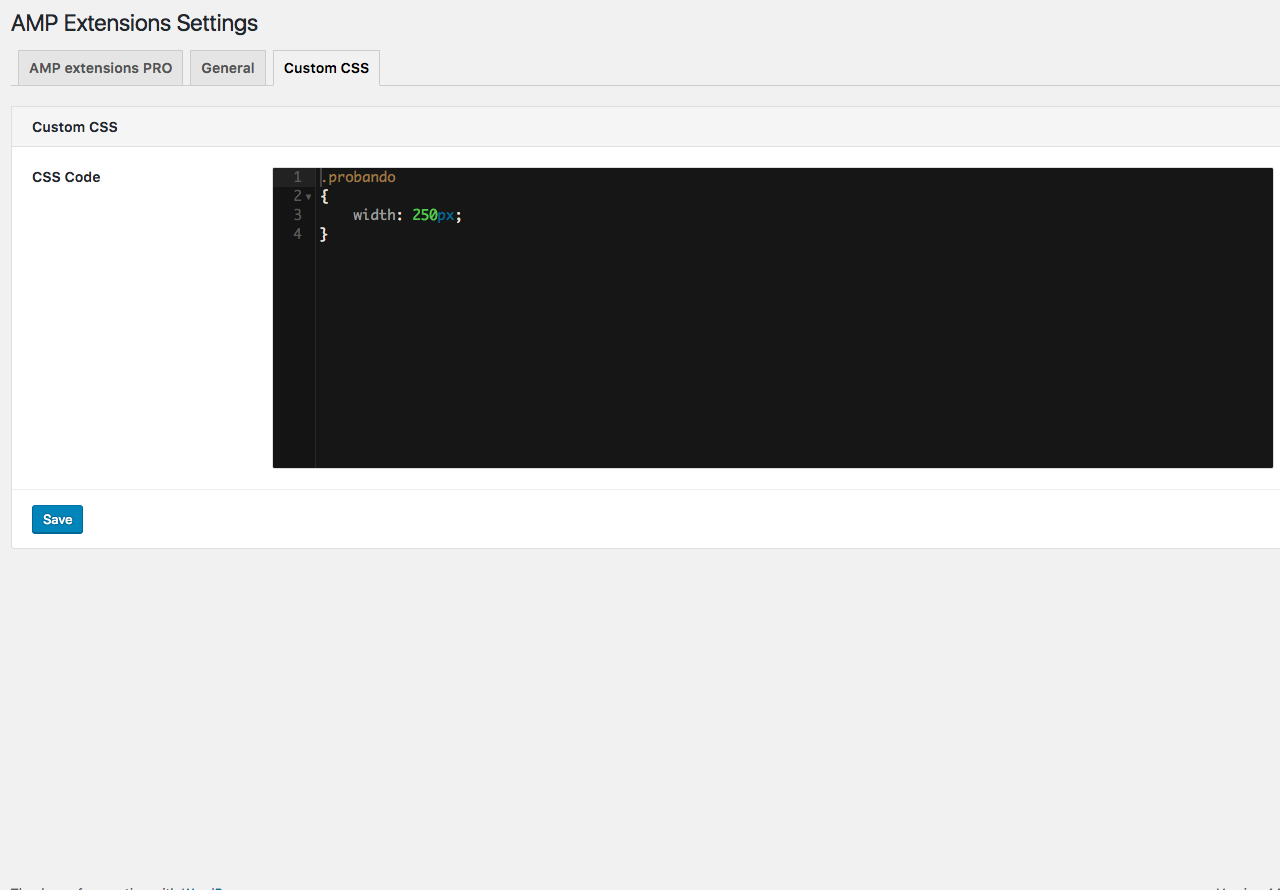 AMP Extensions Settings
AMP extensions PRO General Custom CSS
Custom CSS
CSS Code
1 .probando
2 {
3 width: 250px;
4 }
Save